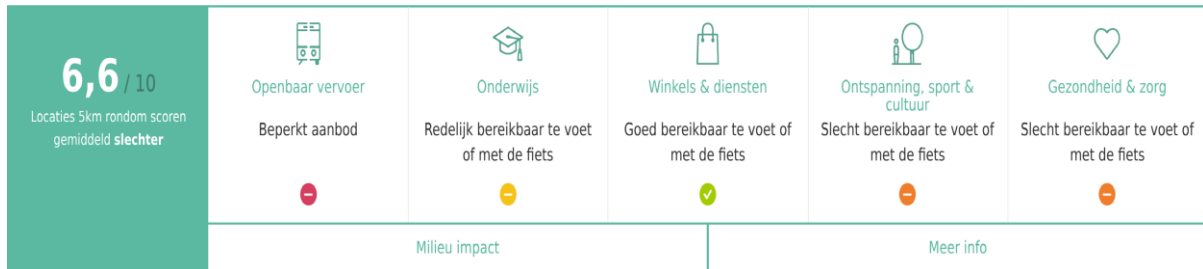 6,6 / 10
Locaties 5km rondom scoren
gemiddeld slechter
Openbaar vervoer
Beperkt aanbod
Onderwijs
Redelijk bereikbaar te voet
of met de fiets
Winkels & diensten
Goed bereikbaar te voet of
met de fiets
Ontspanning, sport &
cultuur
Slecht bereikbaar te voet of
met de fiets
Gezondheid & zorg
Slecht bereikbaar te voet of
met de fiets
Milieu impact
Meer info